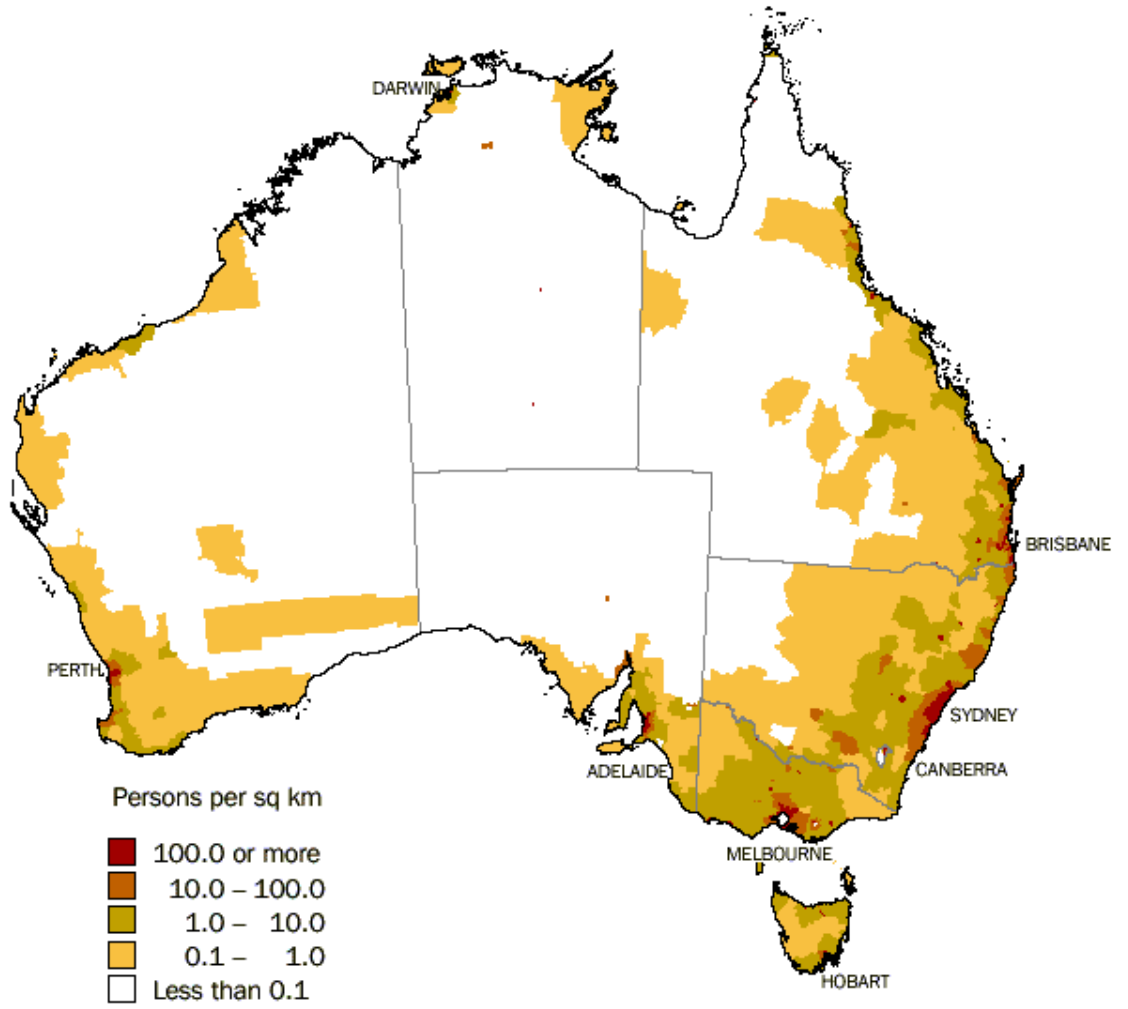 DARWIN
BRISBANE
PERTH
SYDNEY
ADELAIDE
CANBERRA
Persons per sq km
100.0 or more
10.0 – 100.0
1.0 – 10.0
0.1 – 1.0
Less than 0.1
MELBOURNE
HOBART